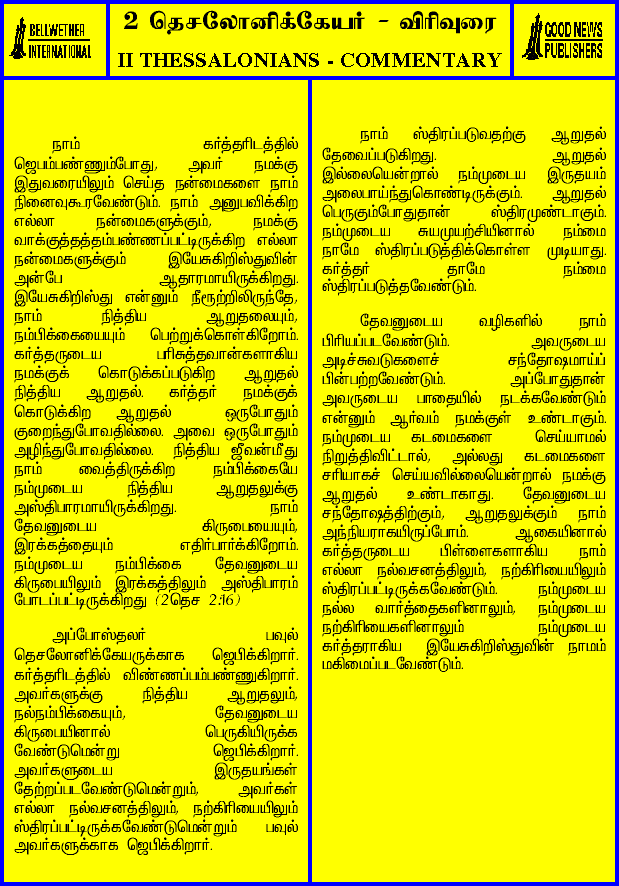 BELLWETHER
INTERNATIONAL
2 தெசலோனிக்கேயர் - விரிவுரை
II THESSALONIANS - COMMENTARY
GOOD NEWS
PUBLISHERS
நாம் கர்த்தரிடத்தில்
ஜெபம்பண்ணும்போது, அவர் நமக்கு
இதுவரையிலும் செய்த நன்மைகளை நாம்
நினைவுகூரவேண்டும். நாம் அனுபவிக்கிற
எல்லா நன்மைகளுக்கும், நமக்கு
வாக்குத்தத்தம்பண்ணப்பட்டிருக்கிற எல்லா
நன்மைகளுக்கும் இயேசுகிறிஸ்துவின்
அன்பே ஆதாரமாயிருக்கிறது.
இயேசுகிறிஸ்து என்னும் நீரூற்றிலிருந்தே,
நாம் நித்திய ஆறுதலையும்,
நம்பிக்கையையும் பெற்றுக்கொள்கிறோம்.
கர்த்தருடைய பரிசுத்தவான்களாகிய
நமக்குக் கொடுக்கப்படுகிற ஆறுதல்
நித்திய ஆறுதல். கர்த்தர் நமக்குக்
கொடுக்கிற ஆறுதல் ஒருபோதும்
குறைந்துபோவதில்லை. அவை ஒருபோதும்
அழிந்துபோவதில்லை. நித்திய ஜீவன்மீது
நாம் வைத்திருக்கிற நம்பிக்கையே
நம்முடைய நித்திய ஆறுதலுக்கு
அஸ்திபாரமாயிருக்கிறது. நாம்
தேவனுடைய கிருபையையும்,
இரக்கத்தையும் எதிர்பார்க்கிறோம்.
நம்முடைய நம்பிக்கை தேவனுடைய
கிருபையிலும் இரக்கத்திலும் அஸ்திபாரம்
போடப்பட்டிருக்கிறது (2தெச 2:16)
அப்போஸ்தலர் பவுல்
தெசலோனிக்கேயருக்காக ஜெபிக்கிறார்.
கர்த்தரிடத்தில் விண்ணப்பம்பண்ணுகிறார்.
அவர்களுக்கு நித்திய ஆறுதலும்,
நல்நம்பிக்கையும், தேவனுடைய
கிருபையினால் பெருகியிருக்க
வேண்டுமென்று ஜெபிக்கிறார்.
அவர்களுடைய இருதயங்கள்
தேற்றப்படவேண்டுமென்றும், அவர்கள்
எல்லா நல்வசனத்திலும், நற்கிரியையிலும்
ஸ்திரப்பட்டிருக்கவேண்டுமென்றும் பவுல்
அவர்களுக்காக ஜெபிக்கிறார்.
நாம் ஸ்திரப்படுவதற்கு ஆறுதல்
தேவைப்படுகிறது. ஆறுதல்
இல்லையென்றால் நம்முடைய இருதயம்
அலைபாய்ந்துகொண்டிருக்கும். ஆறுதல்
பெருகும்போதுதான் ஸ்திரமுண்டாகும்.
நம்முடைய சுயமுயற்சியினால் நம்மை
நாமே ஸ்திரப்படுத்திக்கொள்ள முடியாது.
கர்த்தர் தாமே நம்மை
ஸ்திரப்படுத்தவேண்டும்.
தேவனுடைய வழிகளில் நாம்
பிரியப்படவேண்டும். அவருடைய
அடிச்சுவடுகளைச் சந்தோஷமாய்ப்
பின்பற்றவேண்டும். அப்போதுதான்
அவருடைய பாதையில் நடக்கவேண்டும்
என்னும் ஆர்வம் நமக்குள் உண்டாகும்.
நம்முடைய கடமைகளை செய்யாமல்
நிறுத்திவிட்டால், அல்லது கடமைகளை
சரியாகச் செய்யவில்லையென்றால் நமக்கு
ஆறுதல் உண்டாகாது. தேவனுடைய
சந்தோஷத்திற்கும், ஆறுதலுக்கும் நாம்
அந்நியராகயிருப்போம். ஆகையினால்
கர்த்தருடைய பிள்ளைகளாகிய நாம்
எல்லா நல்வசனத்திலும், நற்கிரியையிலும்
ஸ்திரப்பட்டிருக்கவேண்டும். நம்முடைய
நல்ல வார்த்தைகளினாலும், நம்முடைய
நற்கிரியைகளினாலும் நம்முடைய
கர்த்தராகிய இயேசுகிறிஸ்துவின் நாமம்
மகிமைப்படவேண்டும்.